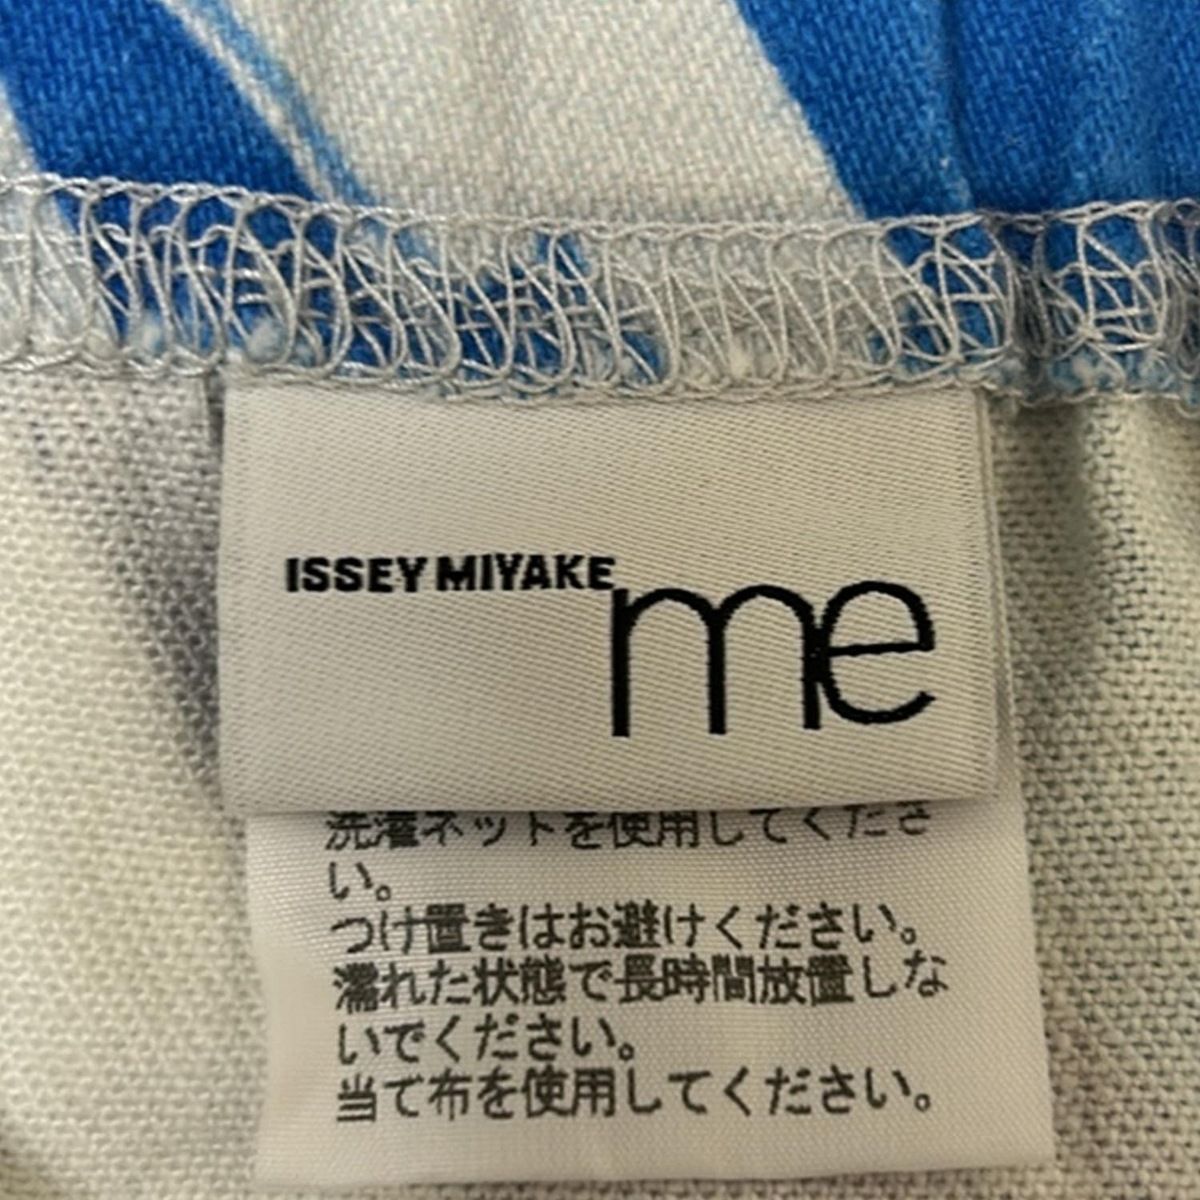 ISSEY MIYAKE
me
洗濯ネットを使用してくださ
い。
つけ置きはお避けください。
濡れた状態で長時間放置しな
いでください。
当て布を使用してください。